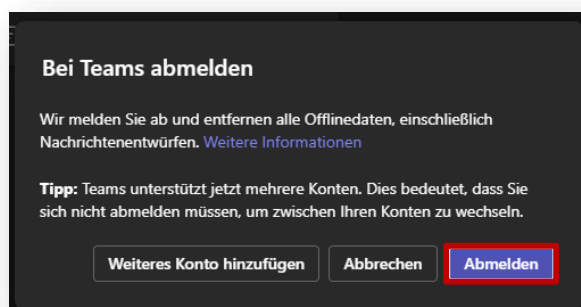 Bei Teams abmelden
Wir melden Sie ab und entfernen alle Offlinedaten, einschließlich
Nachrichtenentwürfen. Weitere Informationen
Tipp: Teams unterstützt jetzt mehrere Konten. Dies bedeutet, dass Sie
sich nicht abmelden müssen, um zwischen Ihren Konten zu wechseln.
Weiteres Konto hinzufügen Abbrechen Abmelden